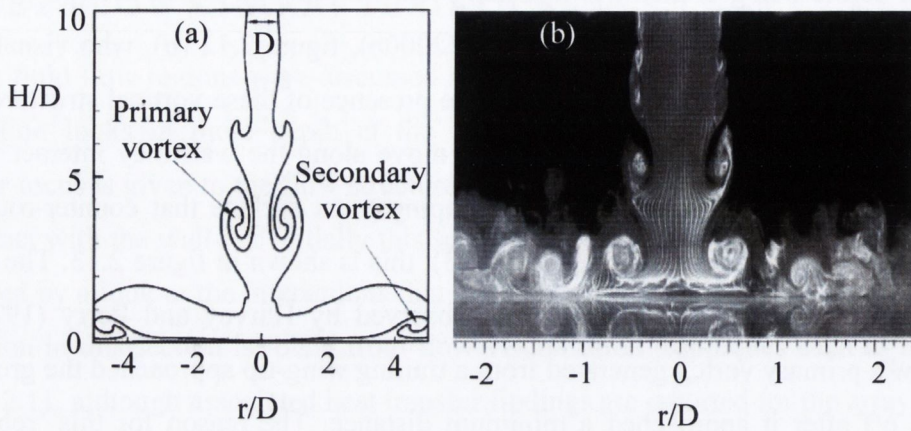 10
(a)
D
(b)
H/D
Primary
vortex
Secondary
vortex
5
0
-4 -2 0 2 4
r/D
-2 -1 0 1 2
r/D